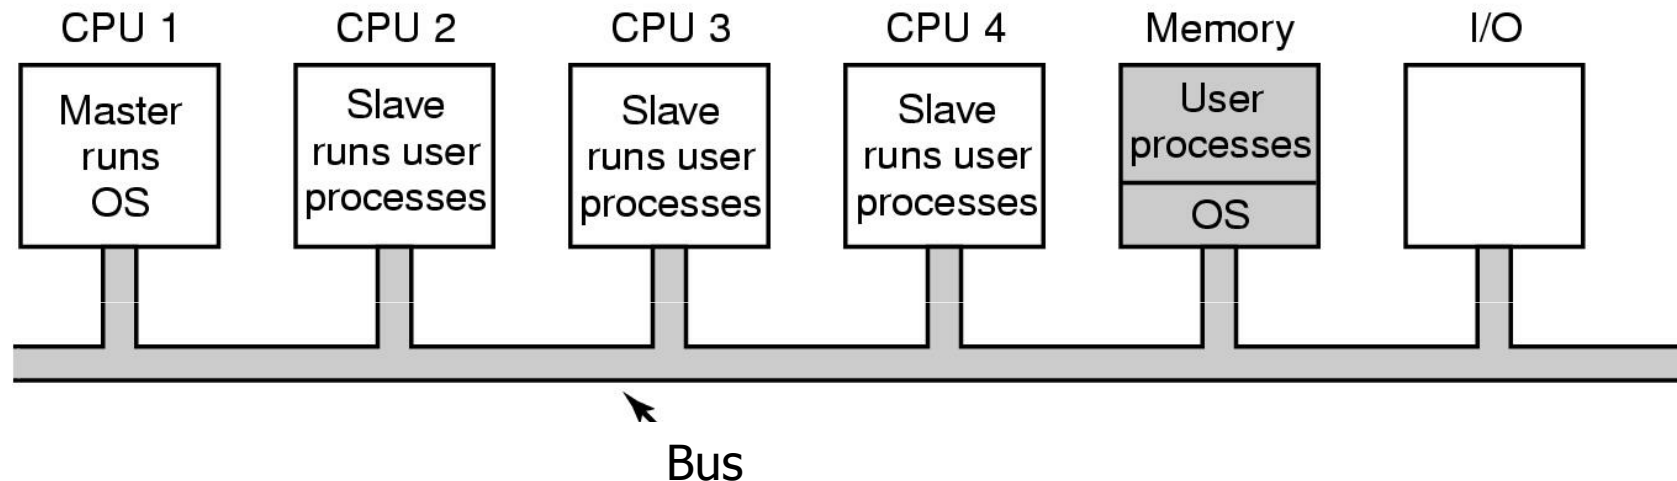 CPU 1
CPU 2
CPU 3
CPU 4
Memory
I/O
Master
runs
OS
Slave
runs user
processes
Slave
runs user
processes
Slave
runs user
processes
User
processes
OS
Bus